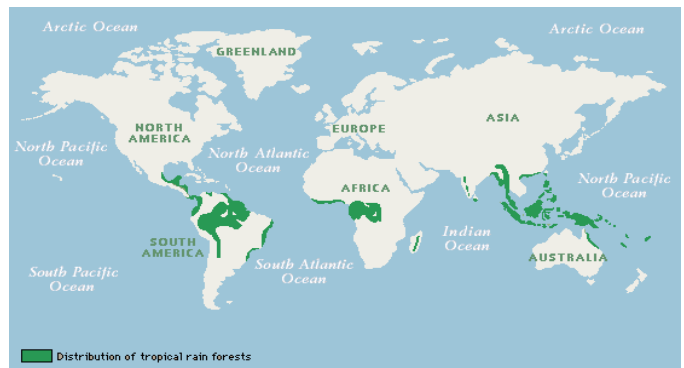 Arctic Ocean
Arctic Ocean
GREENLAND
NORTH
AMERICA
EUROPE
ASIA
North Pacific
Ocean
North Atlantic
Ocean
North Pacific
Ocean
AFRICA
Indian
Ocean
SOUTH
AMERICA
South Pacific
Ocean
South Atlantic
Ocean
AUSTRALIA
Distribution of tropical rain forests